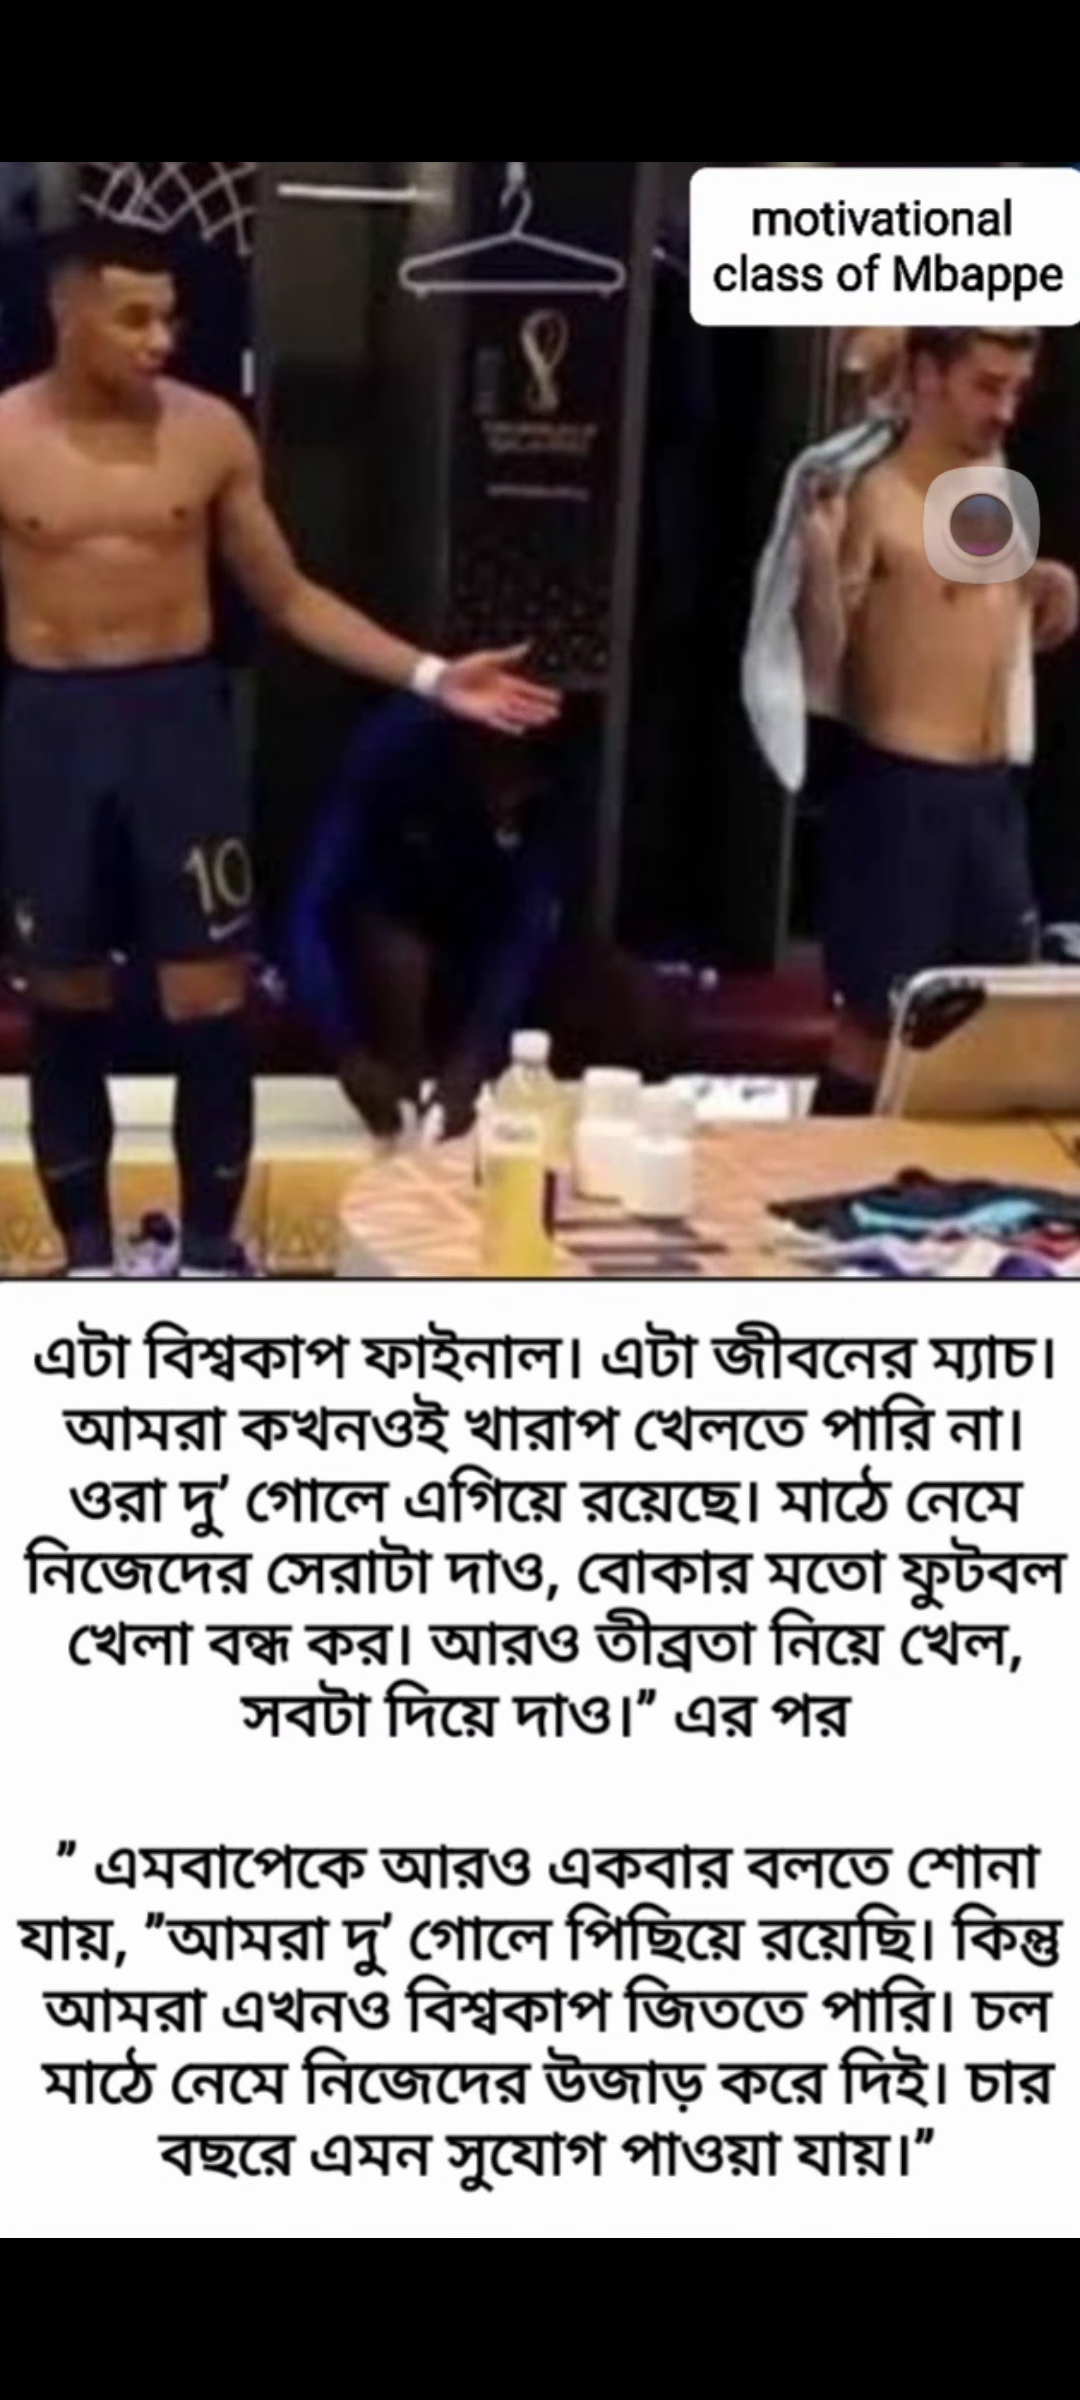 motivational
class of Mbappe
10
এটা বিশ্বকাপ ফাইনাল। এটা জীবনের ম্যাচ।
আমরা কখনওই খারাপ খেলতে পারি না।
ওরা দু’ গোলে এগিয়ে রয়েছে। মাঠে নেমে
নিজেদের সেরাটা দাও, বোকার মতো ফুটবল
খেলা বন্ধ কর। আরও তীব্রতা নিয়ে খেল,
সবটা দিয়ে দাও।” এর পর
” এমবাপেকে আরও একবার বলতে শোনা
যায়, ”আমরা দু’ গোলে পিছিয়ে রয়েছি। কিন্তু
আমরা এখনও বিশ্বকাপ জিততে পারি। চল
মাঠে নেমে নিজেদের উজাড় করে দিই। চার
বছরে এমন সুযোগ পাওয়া যায়।”